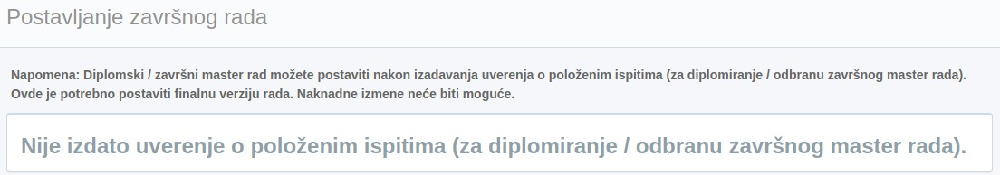 Postavljanje završnog rada
Napomena: Diplomski / završni master rad možete postaviti nakon izadavanja uverenja o položenim ispitima (za diplomiranje / odbranu završnog master rada).
Ovde je potrebno postaviti finalnu verziju rada. Naknadne izmene neće biti moguće.
Nije izdato uverenje o položenim ispitima (za diplomiranje / odbranu završnog master rada).